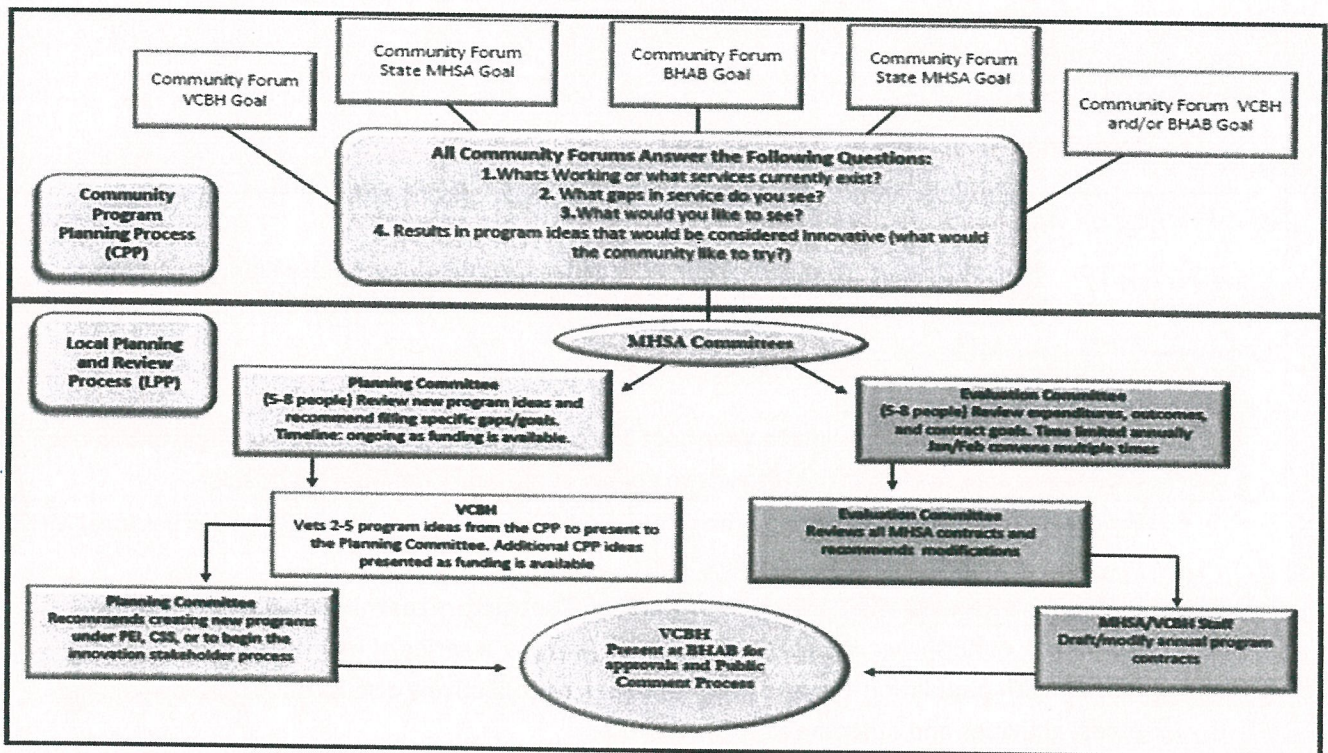 Community Forum
VCBH Goal
Community Forum
State MHSA Goal
Community Forum
BHAB Goal
Community Forum
State MHSA Goal
Community Forum VCBH
and/or BHAB Goal
All Community Forums Answer the Following Questions:
1.Whats Working or what services currently exist?
2. What gaps in service do you see?
3.What would you like to see?
4. Results in program ideas that would be considered innovative (what would
the community like to try?)
Community
Program
Planning Process
(CPP)
Local Planning
and Review
Process (LPP)
MHSA Committees
Planning Committee
(5-8 people) Review new program ideas and
recommend filling specific gaps/goals.
Timeline: ongoing as funding is available.
Evaluation Committee
(5-8 people) Review expenditures, outcomes,
and contract goals. Time limited annually
Jan/Feb convene multiple times
VCBH
Vets 2-5 program ideas from the CPP to present to
the Planning Committee. Additional CPP ideas
presented as funding is available
Evaluation Committee
Reviews all MHSA contracts and
recommends modifications
Planning Committee
Recommends creating new programs
under PEI, CSS, or to begin the
innovation stakeholder process
VCBH
Present at BHAB for
approvals and Public
Comment Process
MHSA/VCBH Staff
Draft/modify annual program
contracts